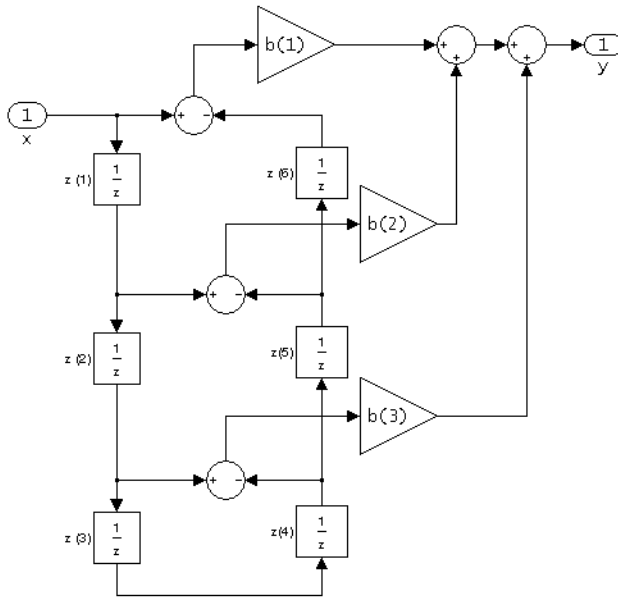 b(1)
+
+
+
+
1
y
1
x
+
−
z (1)
1
z
z (6)
1
z
b(2)
+
−
z (2)
1
z
z(5)
1
z
b(3)
+
−
z (3)
1
z
z(4)
1
z